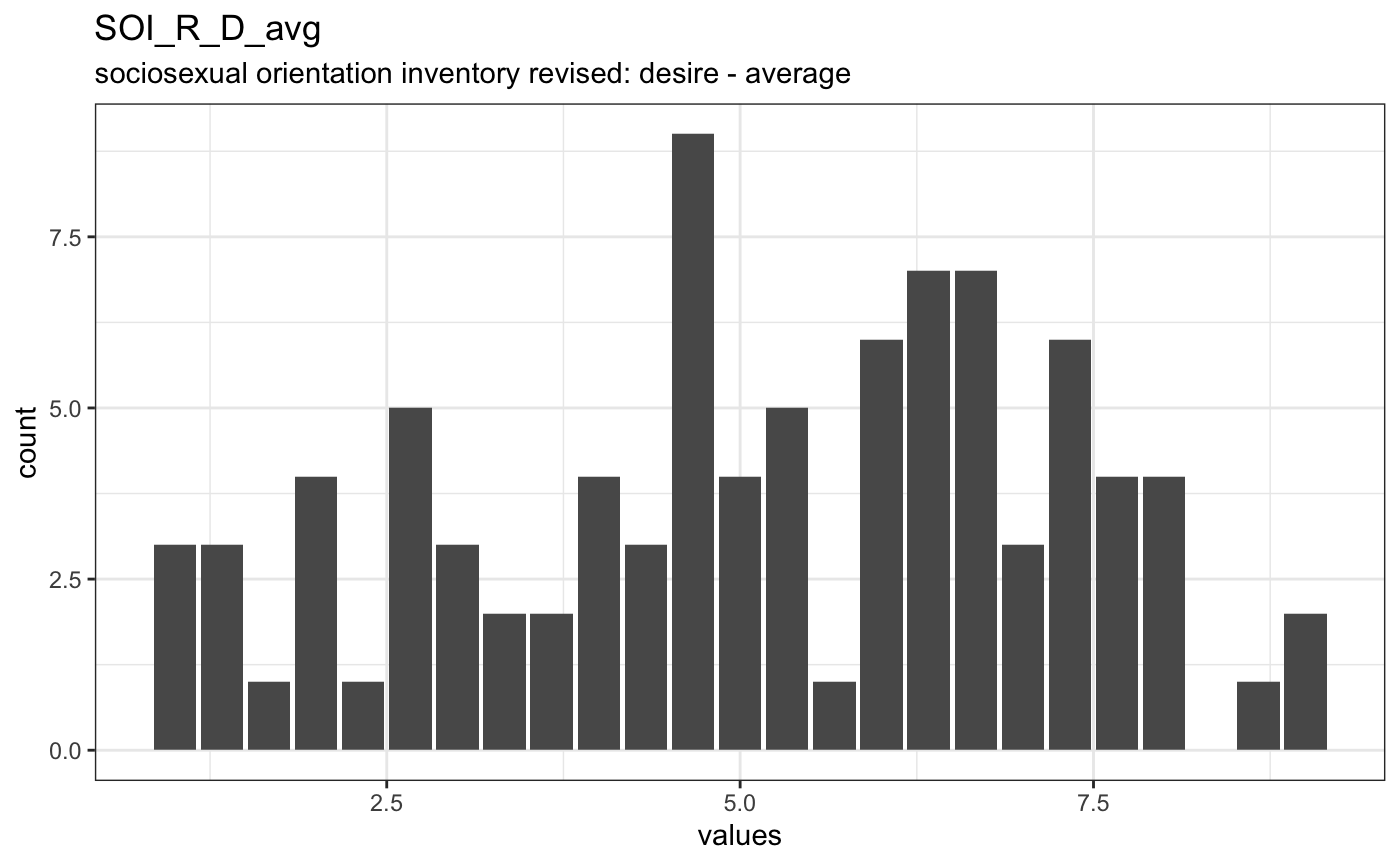 SOI_R_D_avg
sociosexual orientation inventory revised: desire - average
7.5
5.0
2.5
0.0
count
2.5 5.0 7.5
values